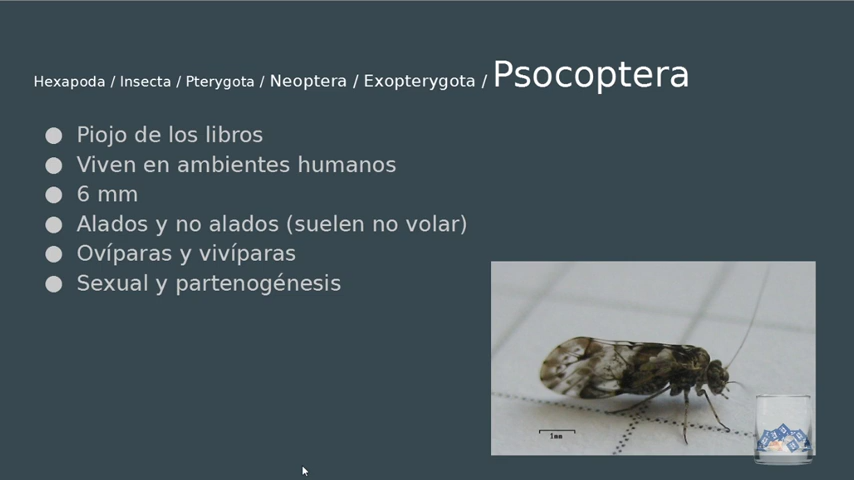 Hexapoda / Insecta / Pterygota / Neoptera / Exopterygota / Psocoptera
● Piojo de los libros
● Viven en ambientes humanos
● 6 mm
● Alados y no alados (suelen no volar)
● Ovíparas y vivíparas
● Sexual y partenogénesis
1mm